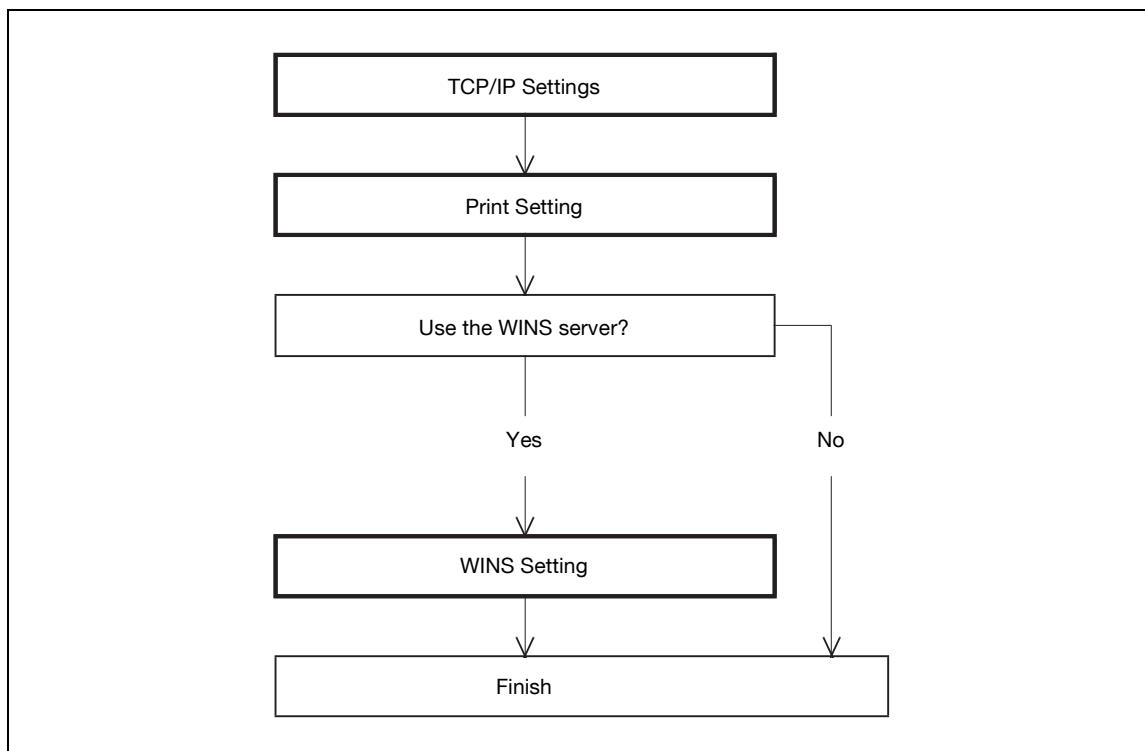 TCP/IP Settings
Print Setting
Use the WINS server?
Yes
No
WINS Setting
Finish